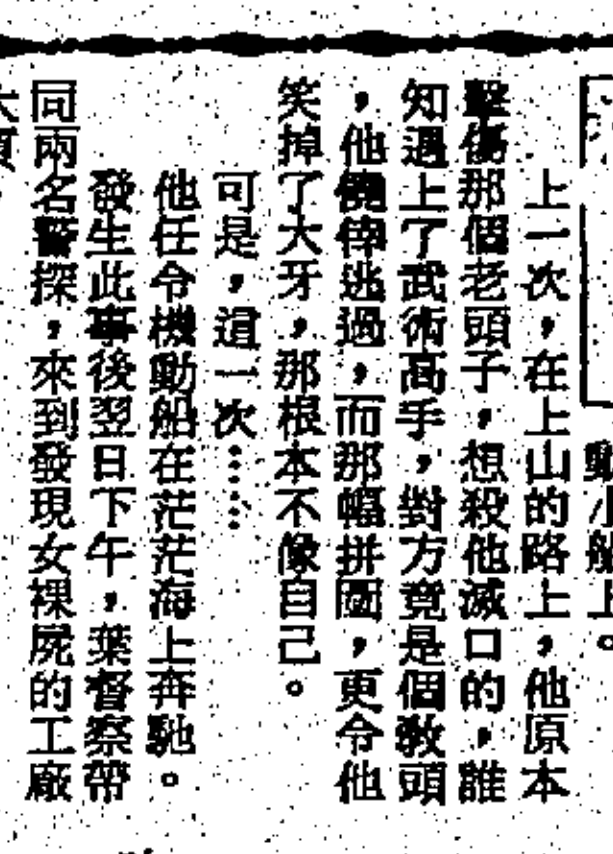 動小船上。
上一次，在上山的路上，他原本
擊傷那個老頭子，想殺他滅口的，誰
知遇上了武術高手，對方竟是個教頭
，他僥倖逃過，而那幅拼圖，更令他
笑掉了大牙，那根本不像自己。
可是，這一次……
他任令機動船在茫茫海上奔馳。
發生此事後翌日下午，葉督察帶
同兩名警探，來到發現女裸屍的工廠